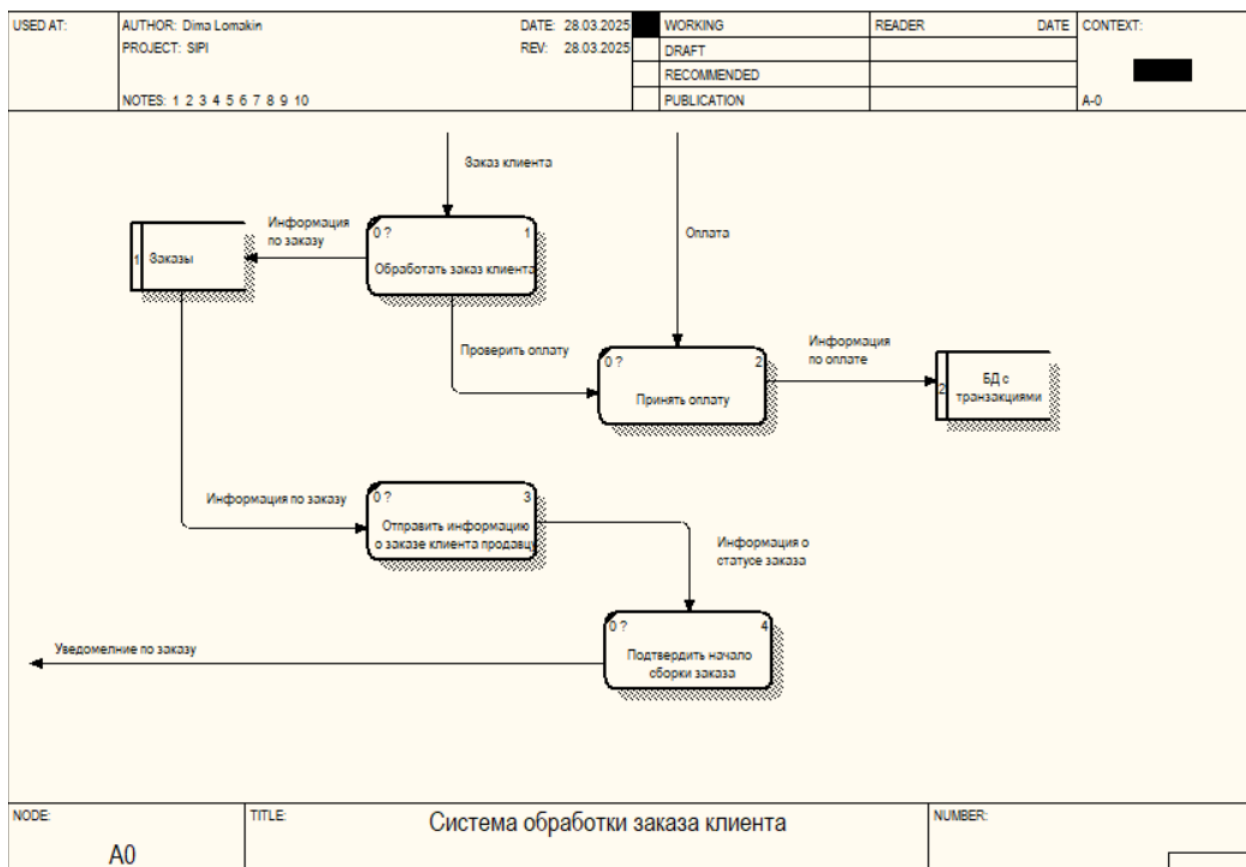 USED AT:
AUTHOR: Dima Lomakin
DATE: 28.03.2025
WORKING
READER
DATE
CONTEXT:
PROJECT: SIPI
REV: 28.03.2025
DRAFT
RECOMMENDED
NOTES: 1 2 3 4 5 6 7 8 9 10
PUBLICATION
A-0
Заказ клиента
Информация
по заказу
0 ?
1
Оплата
1
Заказы
Обработать заказ клиента
Проверить оплату
Информация
по оплате
0 ?
2
Принять оплату
2
БД с
транзакциями
Информация по заказу
0 ?
3
Отправить информацию
о заказе клиента продавцу
Информация о
статусе заказа
0 ?
4
Уведомелние по заказу
Подтвердить начало
сборки заказа
NODE:
TITLE:
Система обработки заказа клиента
NUMBER:
A0